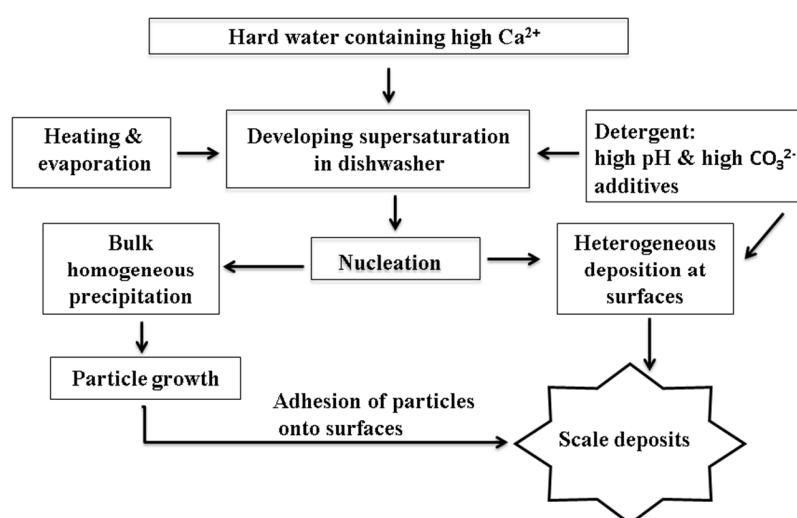 Hard water containing high Ca²⁺
Heating &
evaporation
Developing supersaturation
in dishwasher
Detergent:
high pH & high CO₃²⁻
additives
Bulk
homogeneous
precipitation
Nucleation
Heterogeneous
deposition at
surfaces
Particle growth
Adhesion of particles
onto surfaces
Scale deposits